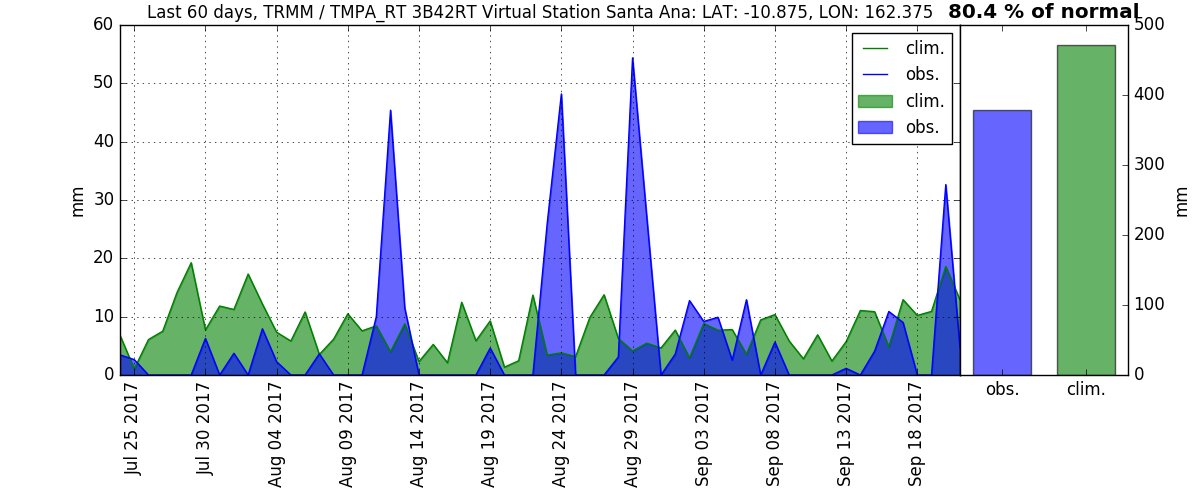 Last 60 days, TRMM / TMPA_RT 3B42RT Virtual Station Santa Ana: LAT: -10.875, LON: 162.375
80.4 % of normal
60
50
40
30
20
10
0
mm
clim.
obs.
clim.
obs.
500
400
300
200
100
0
mm
Jul 25 2017
Jul 30 2017
Aug 04 2017
Aug 09 2017
Aug 14 2017
Aug 19 2017
Aug 24 2017
Aug 29 2017
Sep 03 2017
Sep 08 2017
Sep 13 2017
Sep 18 2017
obs.
clim.